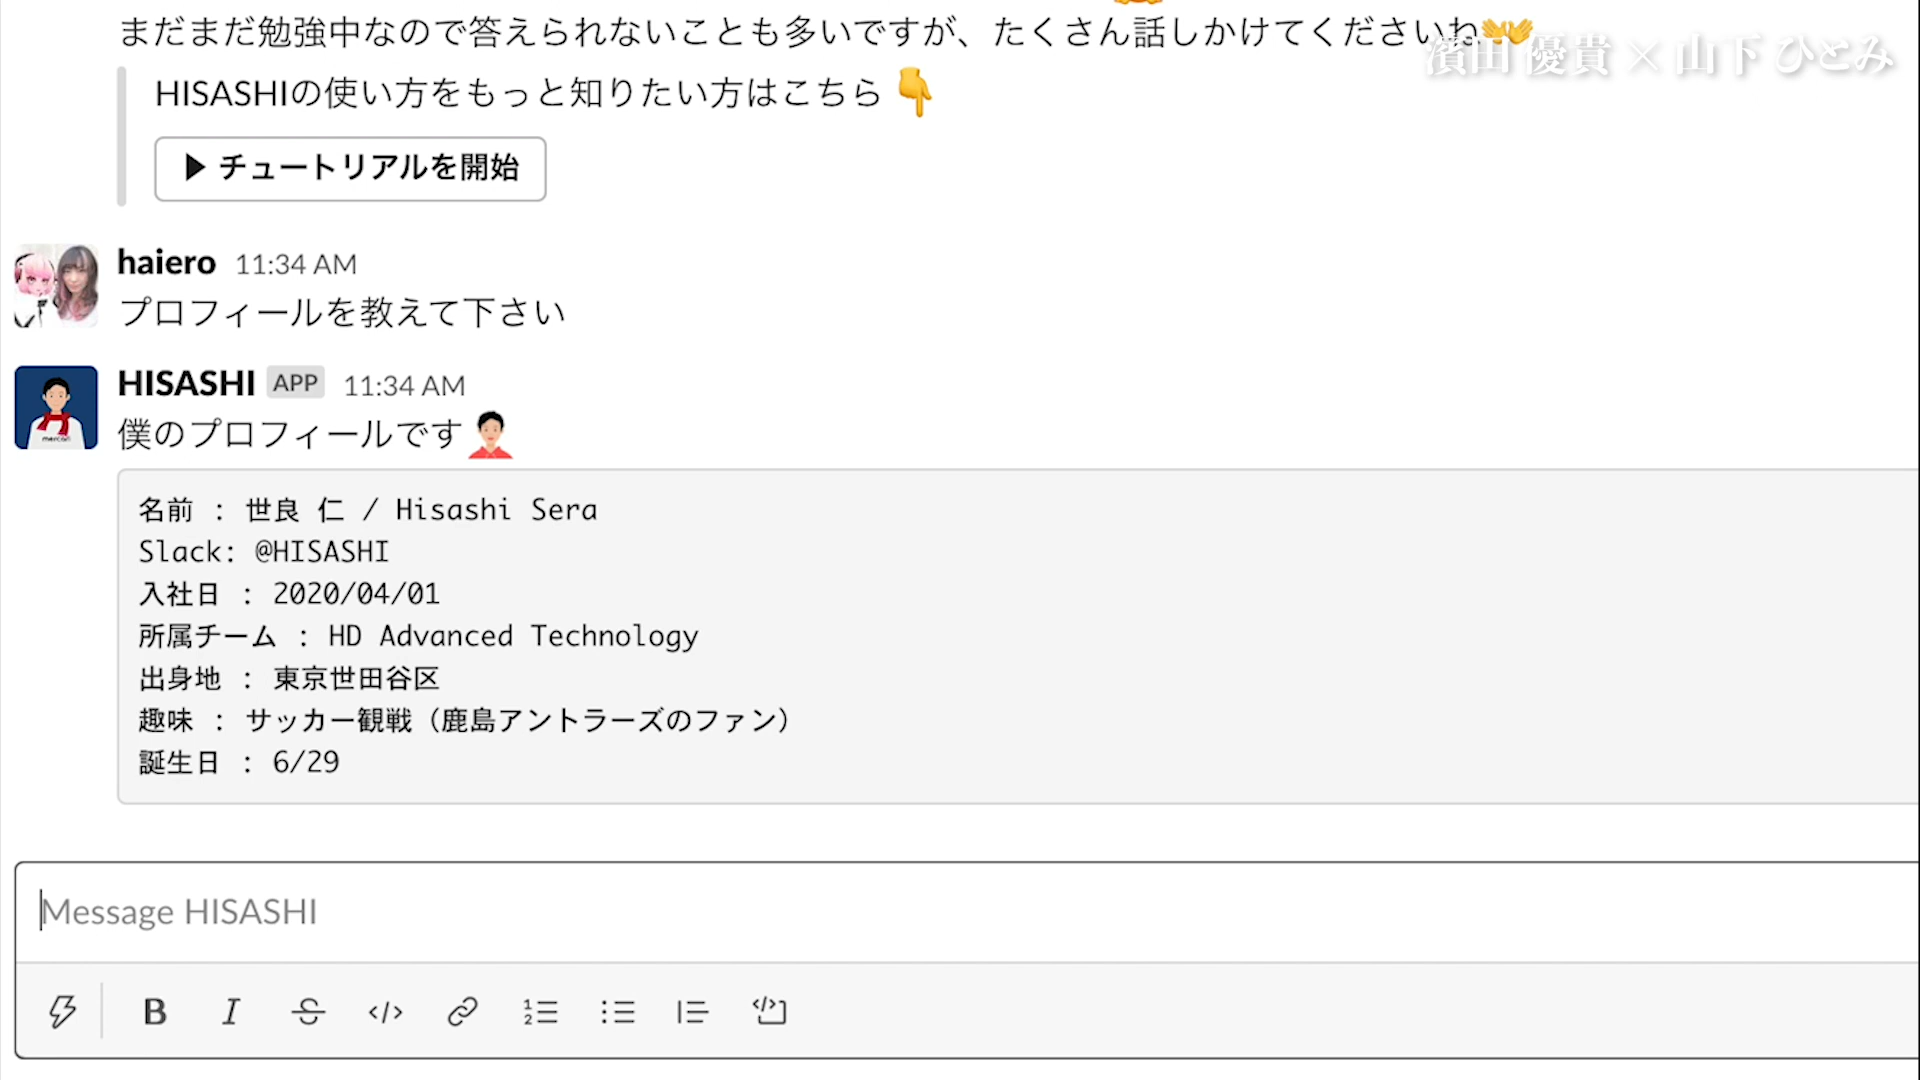 まだまだ勉強中なので答えられないことも多いですが、たくさん話しかけてくださいね
濱田 優貴 × 山下 ひとみ
HISASHIの使い方をもっと知りたい方はこちら
▶ チュートリアルを開始
haiero 11:34 AM
プロフィールを教えて下さい
HISASHI APP 11:34 AM
僕のプロフィールです
名前 : 世良 仁 / Hisashi Sera
Slack: @HISASHI
入社日 : 2020/04/01
所属チーム : HD Advanced Technology
出身地 : 東京世田谷区
趣味 : サッカー観戦（鹿島アントラーズのファン）
誕生日 : 6/29
Message HISASHI
mercari